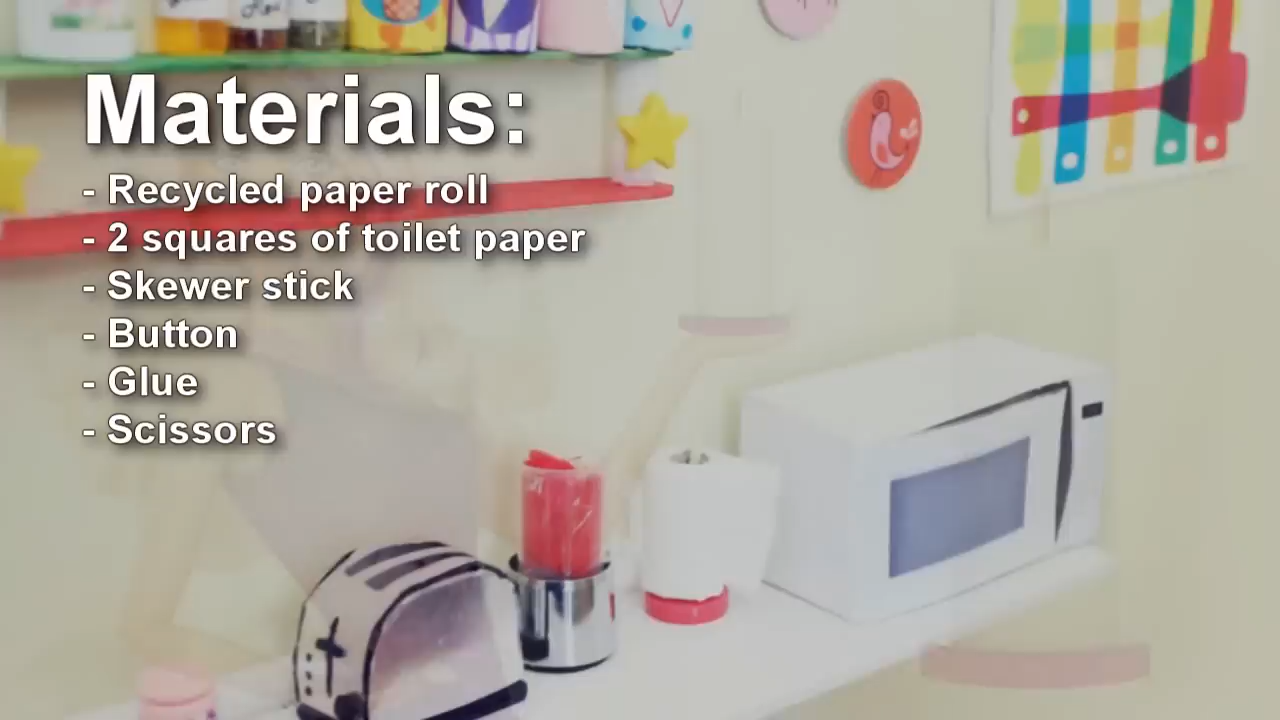 Materials:
- Recycled paper roll
- 2 squares of toilet paper
- Skewer stick
- Button
- Glue
- Scissors